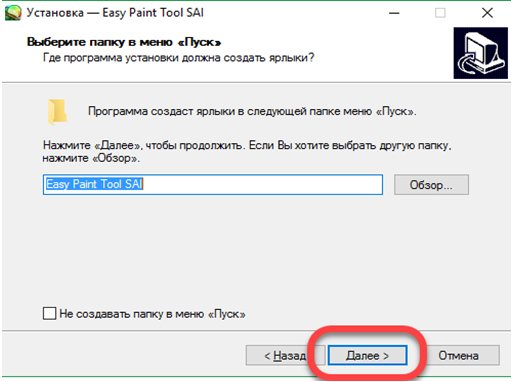 Установка — Easy Paint Tool SAI
Выберите папку в меню «Пуск»
Где программа установки должна создать ярлыки?
Программа создаст ярлыки в следующей папке меню «Пуск».
Нажмите «Далее», чтобы продолжить. Если Вы хотите выбрать другую папку,
нажмите «Обзор».
Easy Paint Tool SAI
Обзор...
Не создавать папку в меню «Пуск»
< Назад
Далее >
Отмена